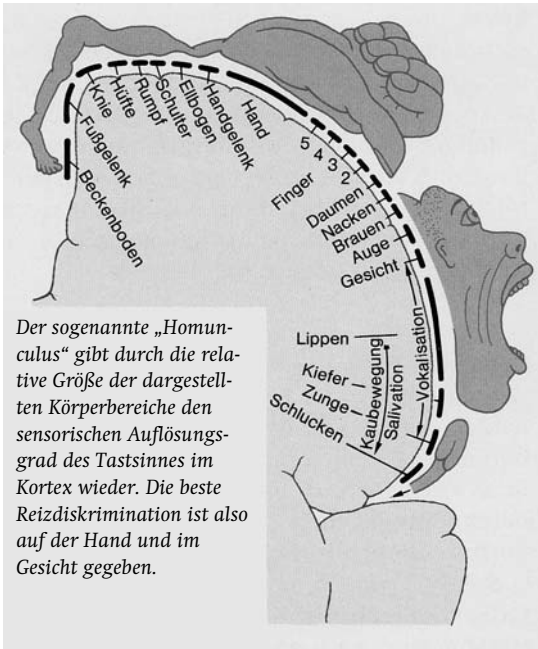 Beckenboden
Fußgelenk
Knie
Hüfte
Rumpf
Schulter
Ellbogen
Handgelenk
Hand
5
4
3
2
Finger
Daumen
Nacken
Brauen
Auge
Gesicht
Lippen
Kiefer
Zunge
Schlucken
Kaubewegung
Salivation
Vokalisation
Der sogenannte „Homun-
culus“ gibt durch die rela-
tive Größe der dargestell-
ten Körperbereiche den
sensorischen Auflösungs-
grad des Tastsinnes im
Kortex wieder. Die beste
Reizdiskrimination ist also
auf der Hand und im
Gesicht gegeben.